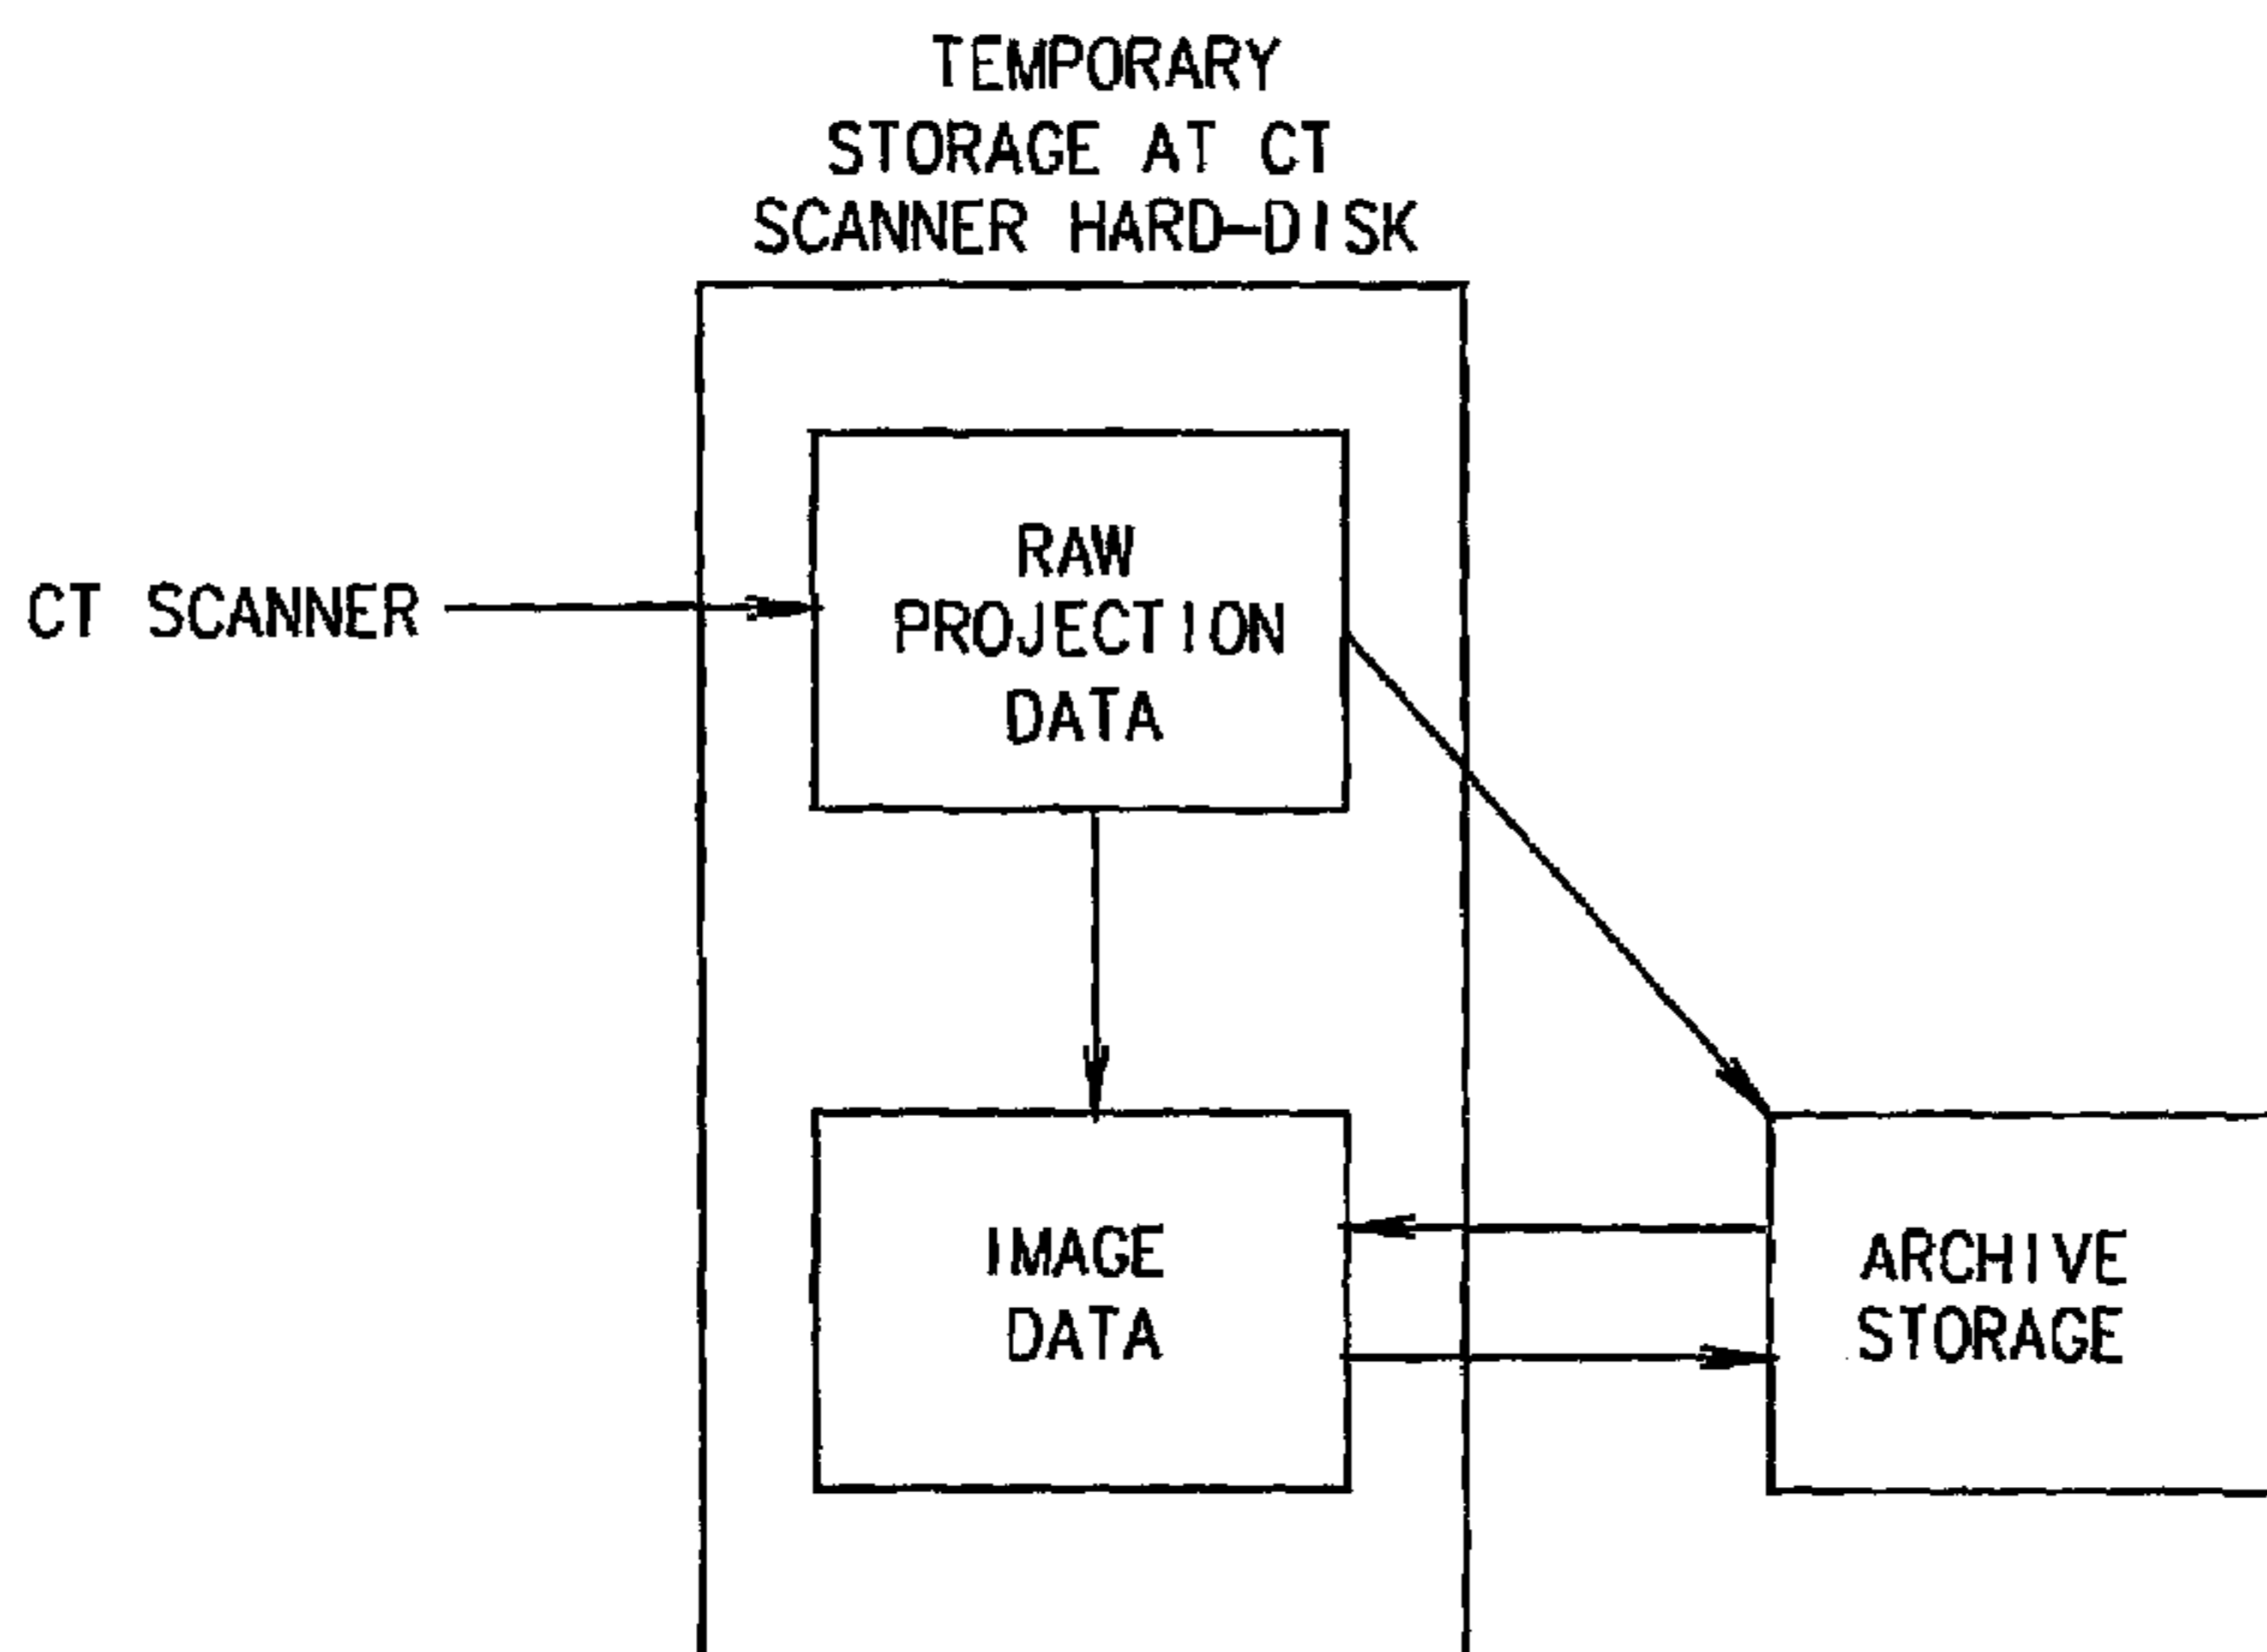 TEMPORARY
STORAGE AT CT
SCANNER HARD-DISK
RAW
PROJECTION
DATA
CT SCANNER
IMAGE
DATA
ARCHIVE
STORAGE